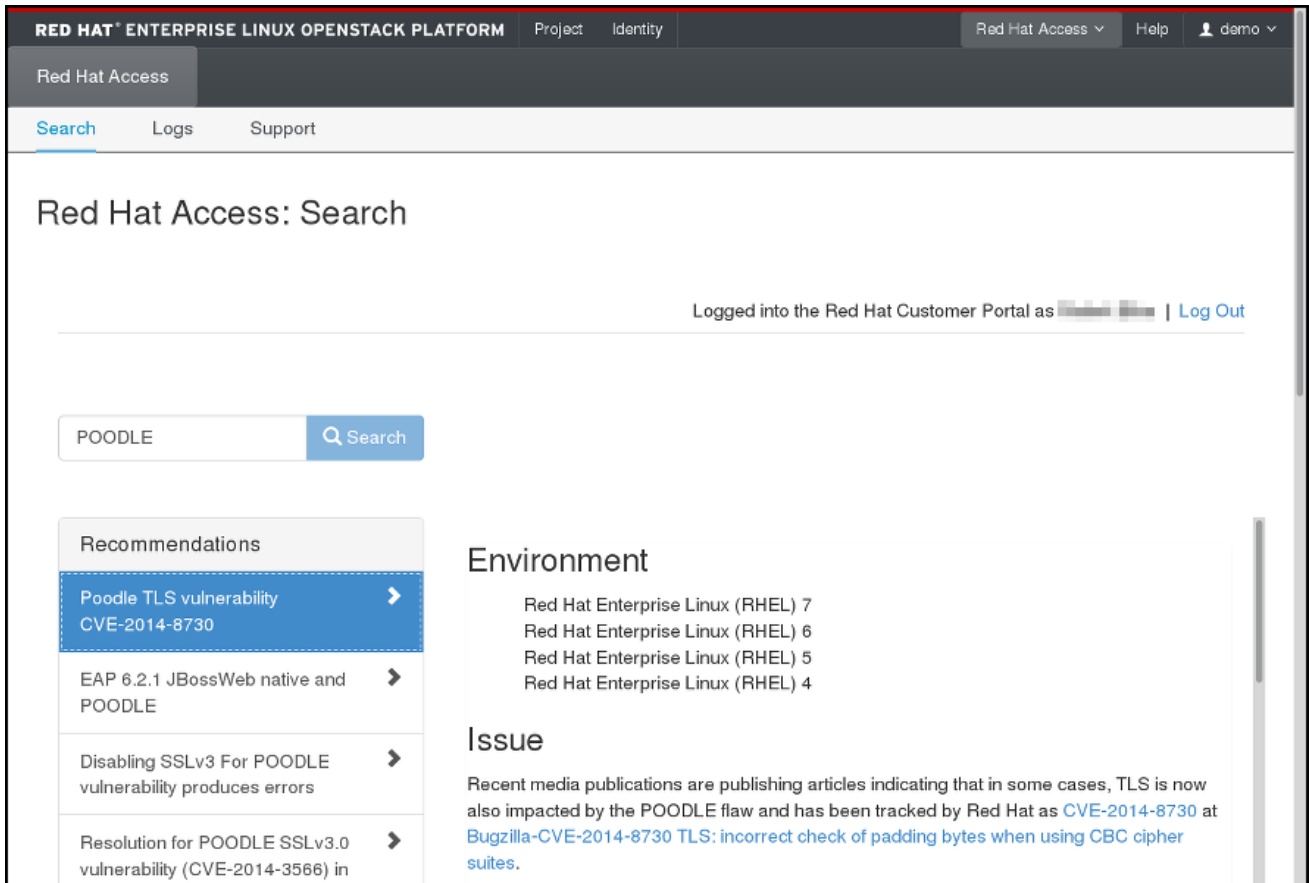 RED HAT® ENTERPRISE LINUX OPENSTACK PLATFORM Project Identity Red Hat Access Help demo
Red Hat Access
Search Logs Support
Red Hat Access: Search
Logged into the Red Hat Customer Portal as | Log Out
POODLE Search
Recommendations
Poodle TLS vulnerability
CVE-2014-8730
EAP 6.2.1 JBossWeb native and
POODLE
Disabling SSLv3 For POODLE
vulnerability produces errors
Resolution for POODLE SSLv3.0
vulnerability (CVE-2014-3566) in
Environment
Red Hat Enterprise Linux (RHEL) 7
Red Hat Enterprise Linux (RHEL) 6
Red Hat Enterprise Linux (RHEL) 5
Red Hat Enterprise Linux (RHEL) 4
Issue
Recent media publications are publishing articles indicating that in some cases, TLS is now
also impacted by the POODLE flaw and has been tracked by Red Hat as CVE-2014-8730 at
Bugzilla-CVE-2014-8730 TLS: incorrect check of padding bytes when using CBC cipher
suites.